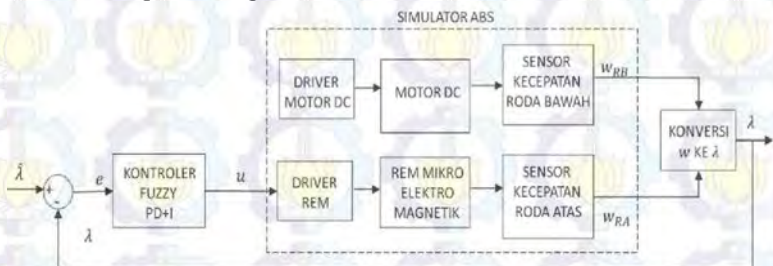 SIMULATOR ABS
DRIVER
MOTOR DC
MOTOR DC
SENSOR
KECEPATAN
RODA BAWAH
w_RB
KONVERSI
w KE λ
λ
λ̂
+
-
e
KONTROLER
FUZZY
PD+I
u
DRIVER
REM
REM MIKRO
ELEKTRO
MAGNETIK
SENSOR
KECEPATAN
RODA ATAS
w_RA
λ